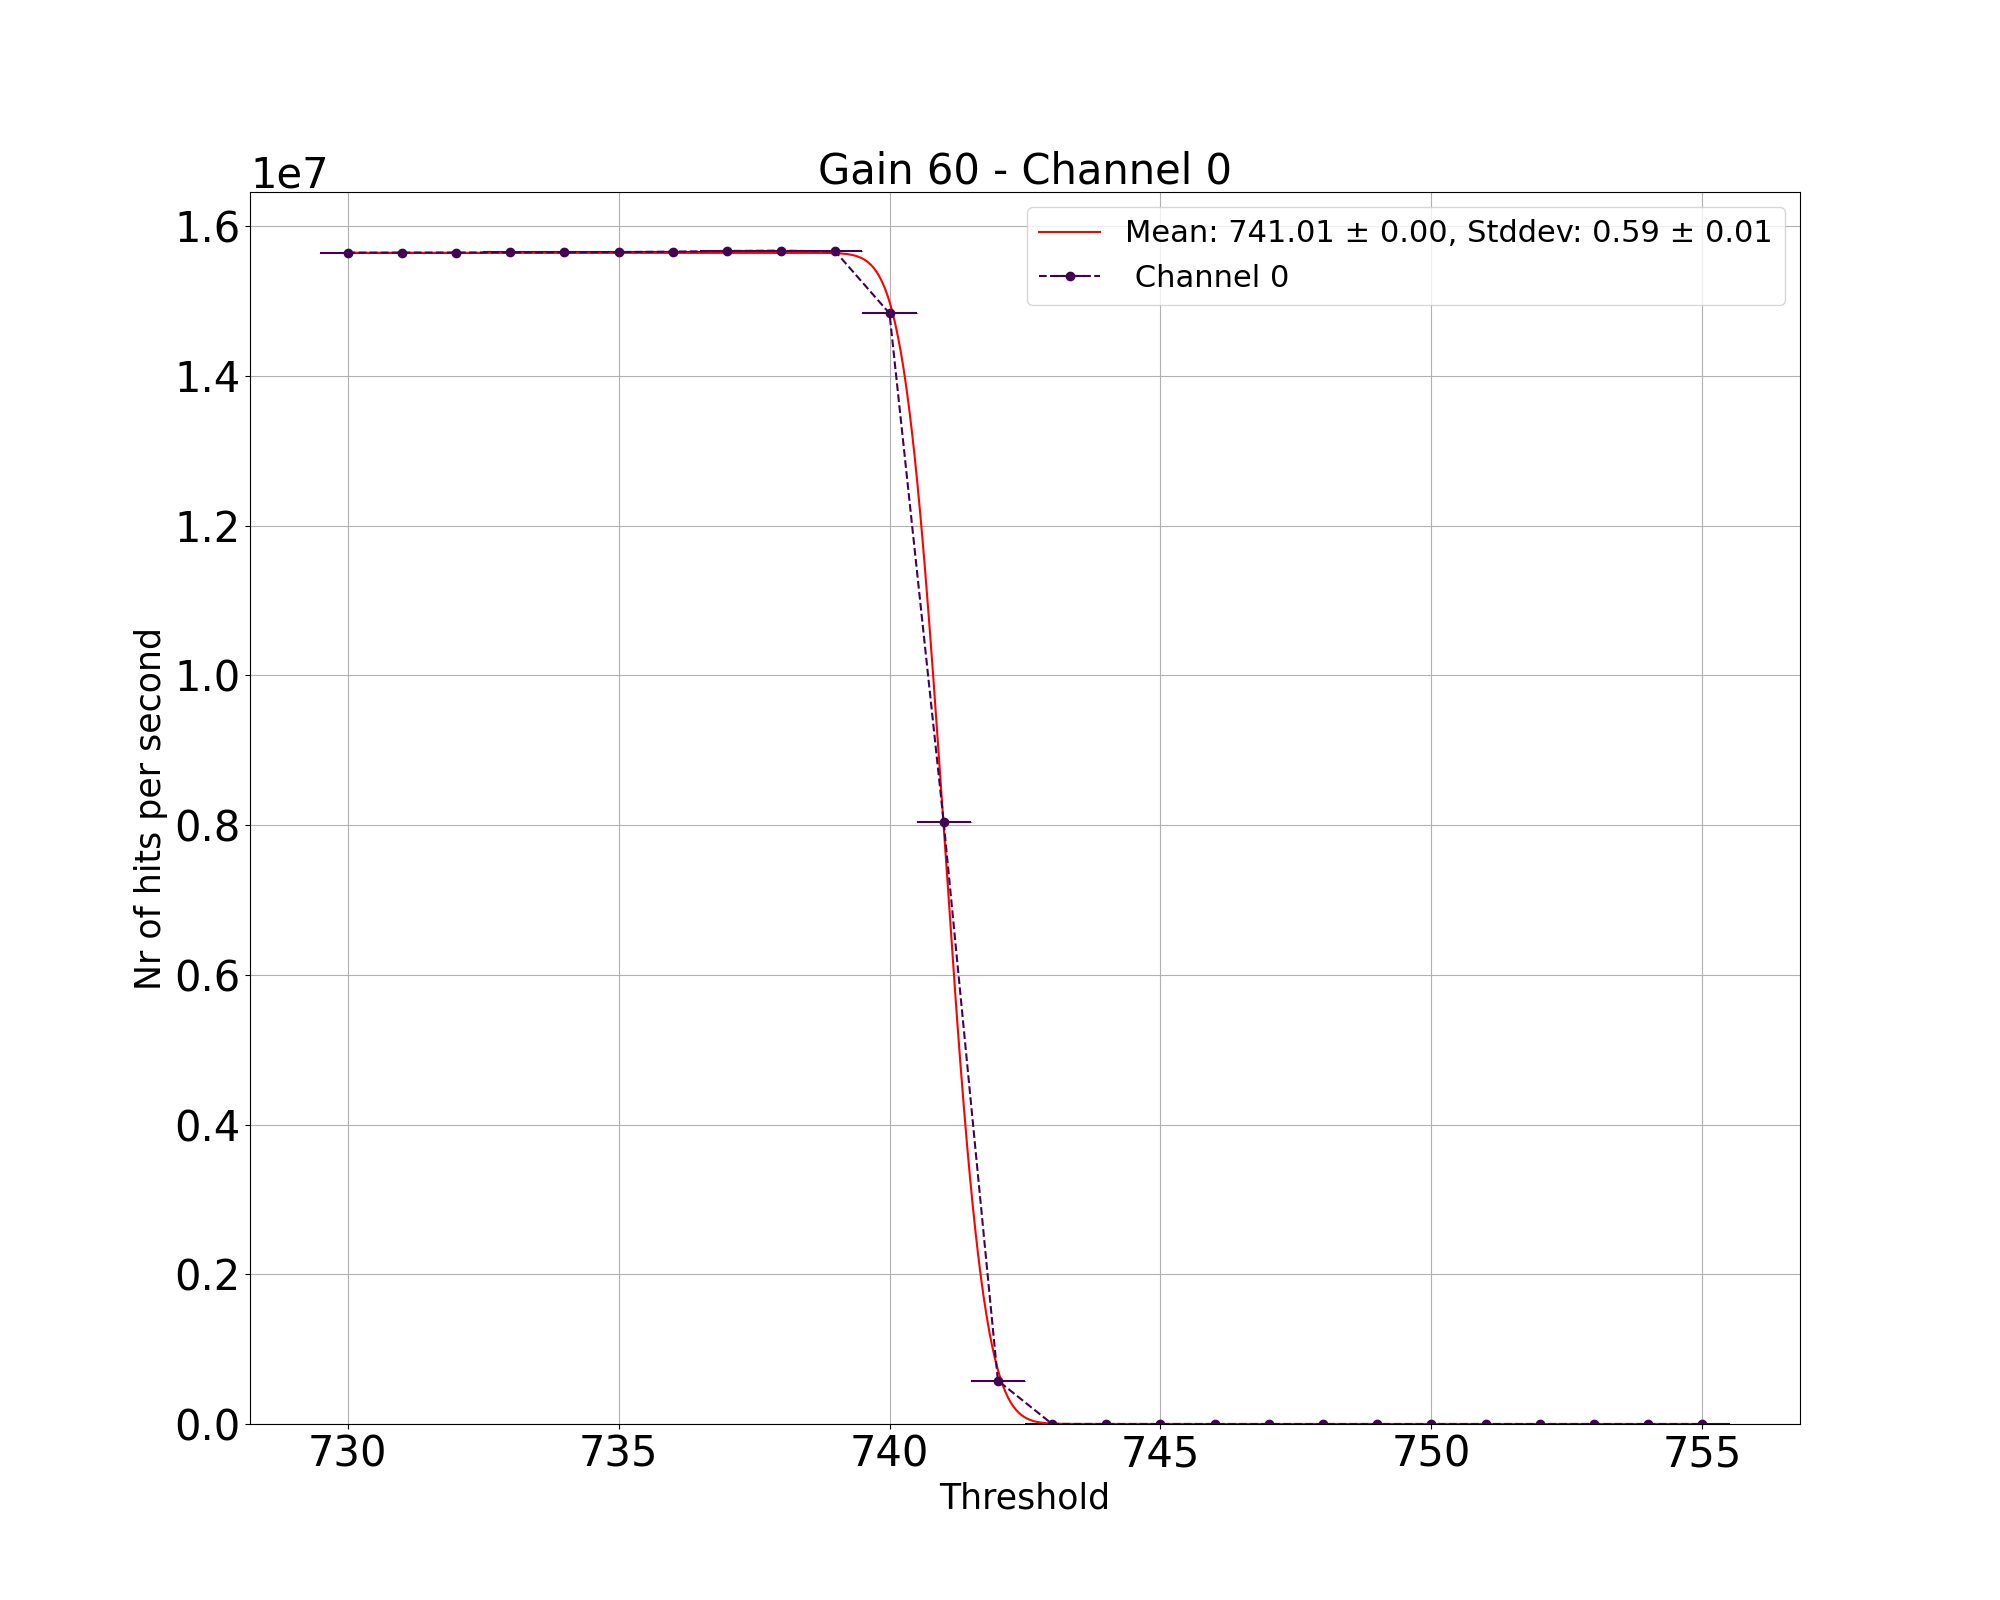 Gain 60 - Channel 0
1e7
Mean: 741.01 ± 0.00, Stddev: 0.59 ± 0.01
Channel 0
1.6
1.4
1.2
1.0
0.8
0.6
0.4
0.2
0.0
Nr of hits per second
730 735 740 745 750 755
Threshold